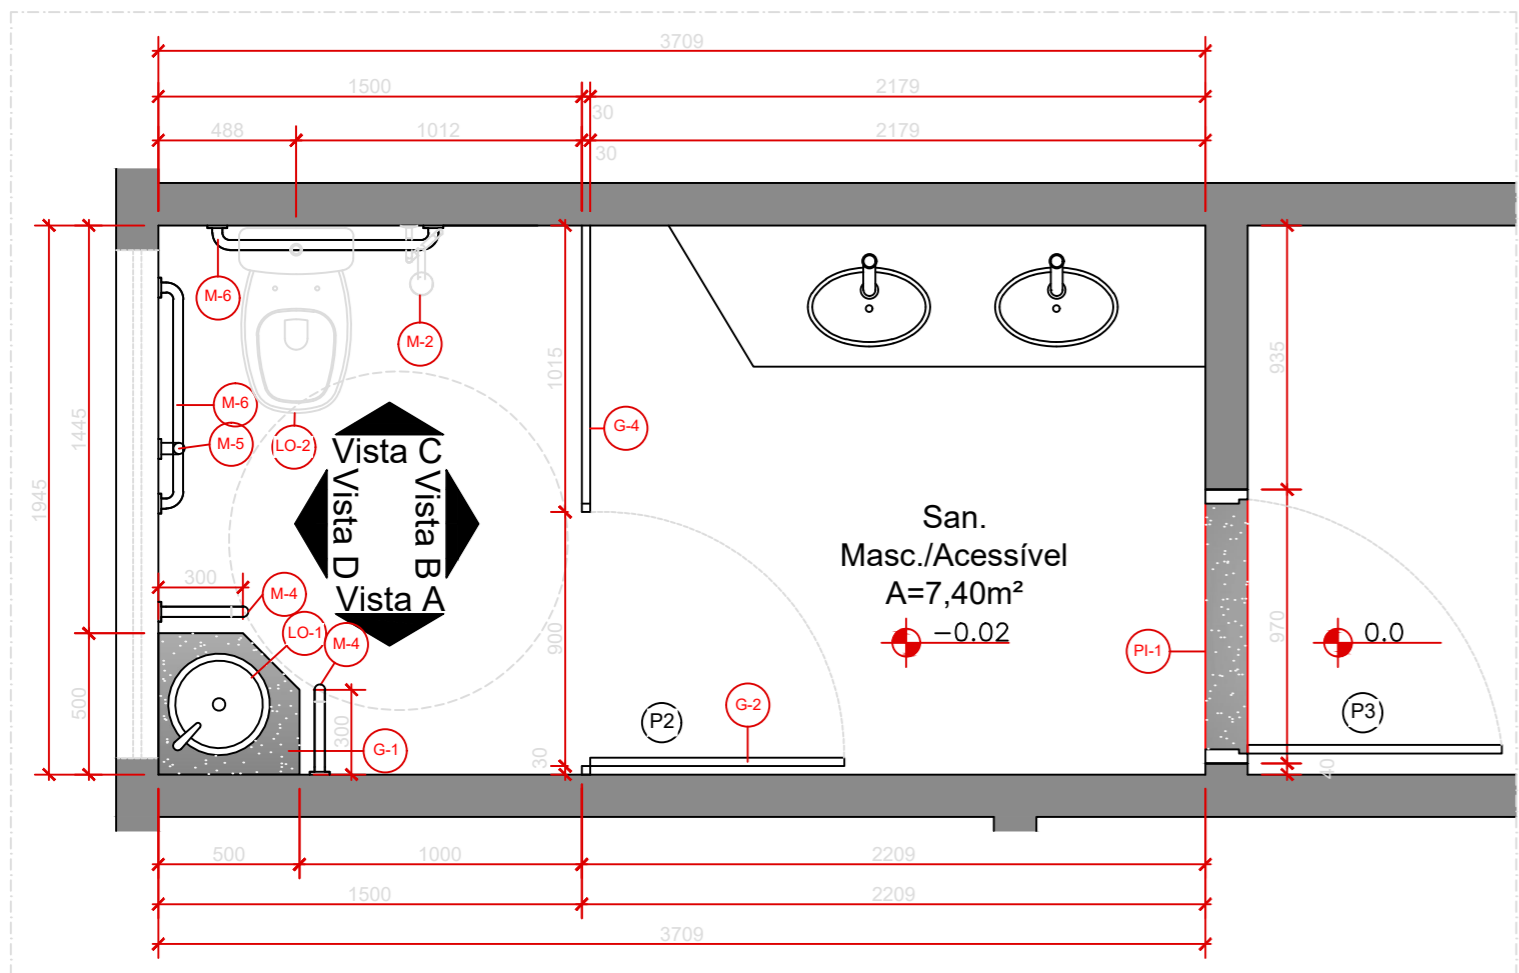 3709
1500
2179
30
488
1012
2179
30
M-6
M-2
935
1015
M-6
G-4
1445
M-5
LO-2
Vista C
1945
Vista D
Vista B
San.
Masc./Acessível
A=7,40m²
Vista A
300
M-4
LO-1
M-4
−0.02
0.0
900
970
PI-1
500
300
P2
G-2
P3
G-1
30
40
500
1000
2209
1500
2209
3709